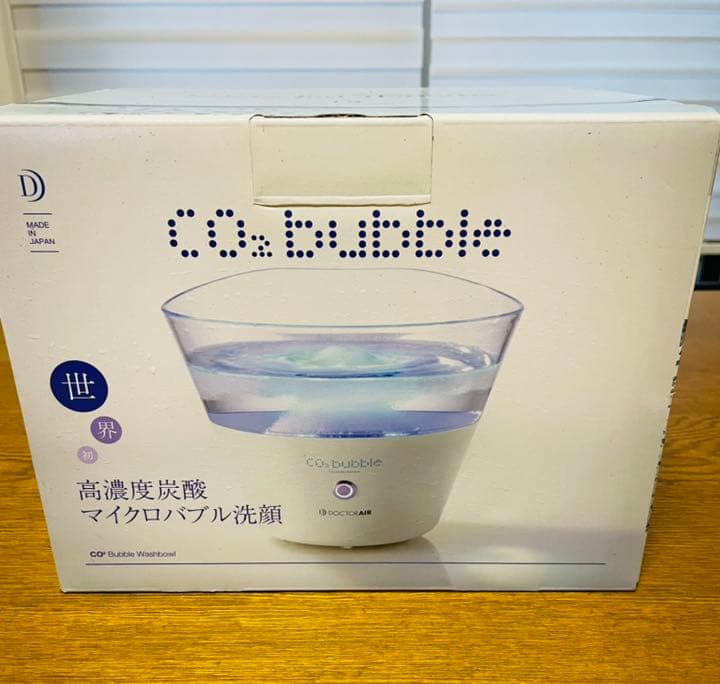 D
MADE
IN
JAPAN
CO₂ bubble
世
界
初
CO₂ bubble
DOCTORAIR
高濃度炭酸
マイクロバブル洗顔
CO² Bubble Washbowl